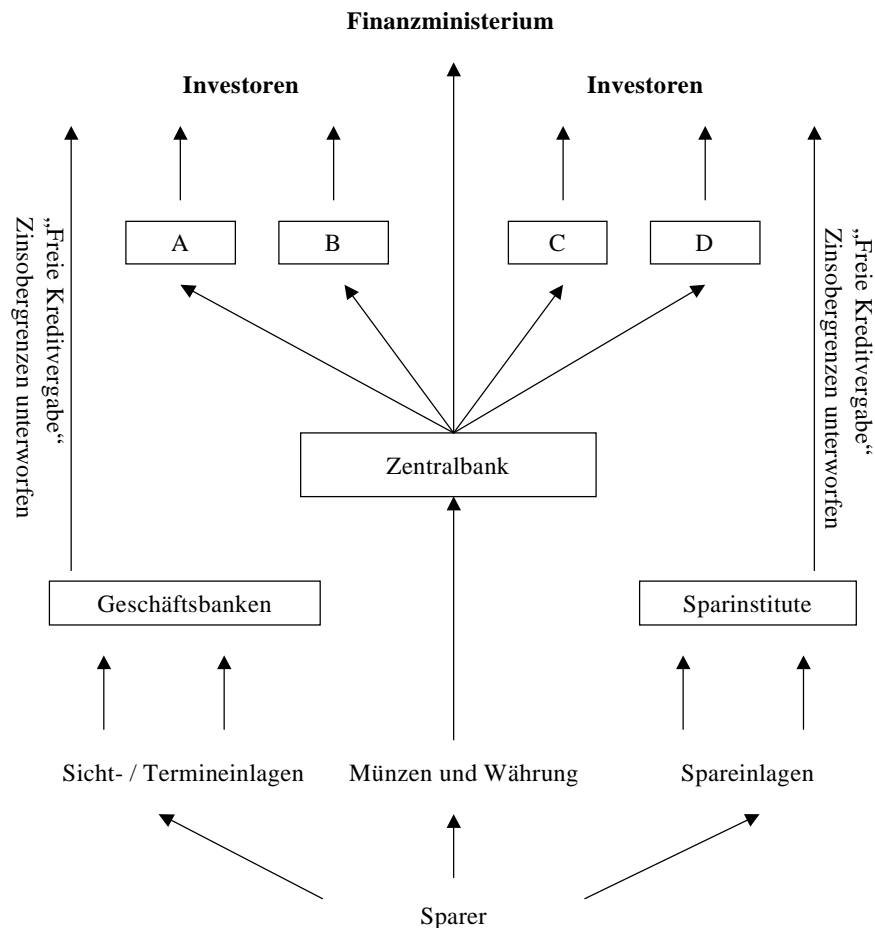 Finanzministerium
Investoren
Investoren
„Freie Kreditvergabe“
Zinsobergrenzen unterworfen
A
B
C
D
„Freie Kreditvergabe“
Zinsobergrenzen unterworfen
Zentralbank
Geschäftsbanken
Sparinstitute
Sicht- / Termineinlagen
Münzen und Währung
Spareinlagen
Sparer